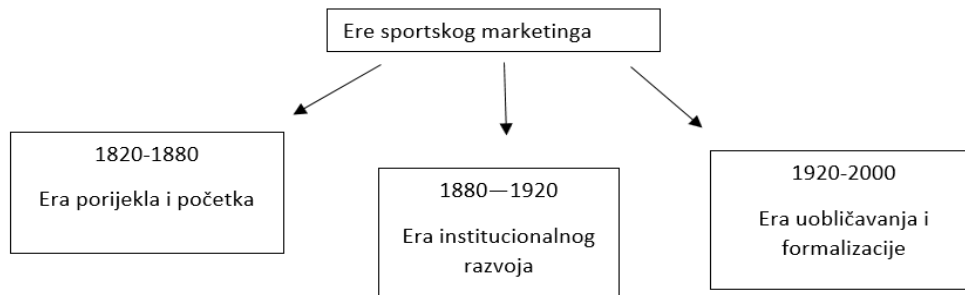 Ere sportskog marketinga
1820-1880
Era porijekla i početka
1880—1920
Era institucionalnog
razvoja
1920-2000
Era uobličavanja i
formalizacije